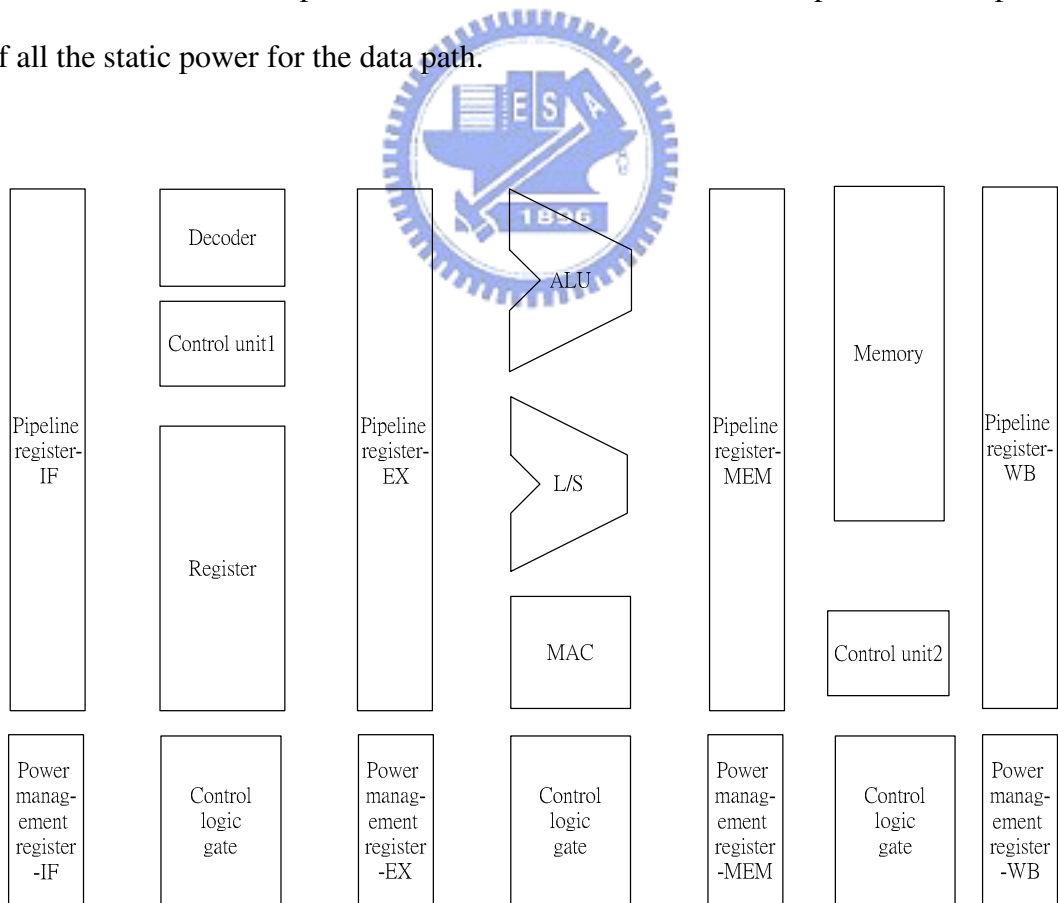 f all the static power for the data path.
E S A
1896
Decoder
Control unit1
Register
Pipeline
register-
IF
Pipeline
register-
EX
ALU
L/S
MAC
Pipeline
register-
MEM
Memory
Control unit2
Pipeline
register-
WB
Power
manag-
ement
register
-IF
Control
logic
gate
Power
manag-
ement
register
-EX
Control
logic
gate
Power
manag-
ement
register
-MEM
Control
logic
gate
Power
manag-
ement
register
-WB